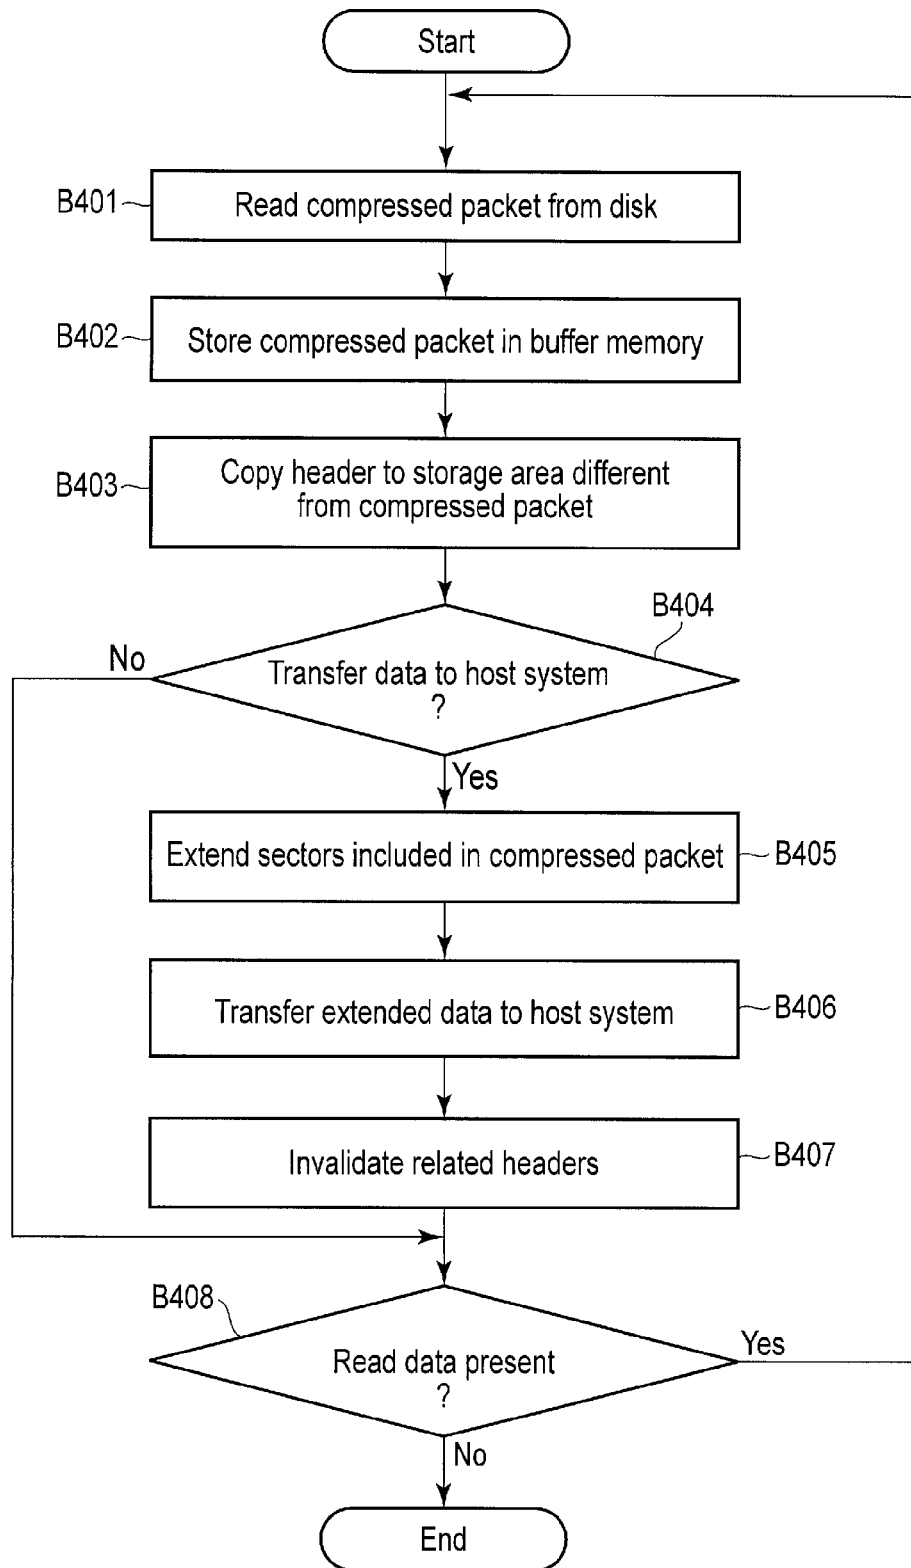 Start
B401
Read compressed packet from disk
B402
Store compressed packet in buffer memory
B403
Copy header to storage area different
from compressed packet
B404
No
Transfer data to host system
?
Yes
Extend sectors included in compressed packet
B405
Transfer extended data to host system
B406
Invalidate related headers
B407
B408
Yes
Read data present
?
No
End